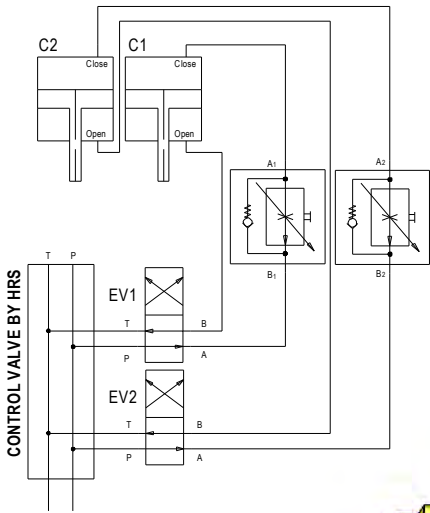 C2 C1
Close Close
Open Open
A1 A2
B1 B2
T P
CONTROL VALVE BY HRS
EV1
T B
P A
EV2
T B
P A